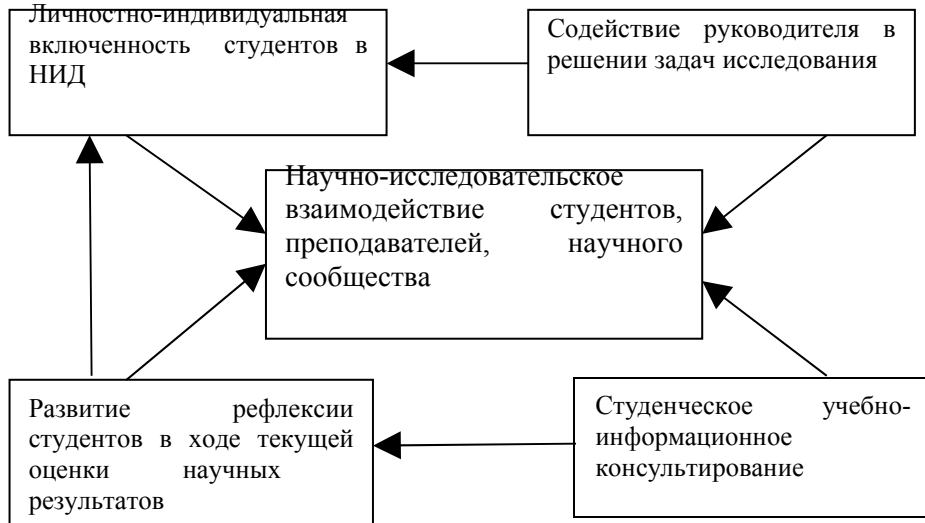 Личностно-индивидуальная
включенность студентов в
НИД
Содействие руководителя в
решении задач исследования
Научно-исследовательское
взаимодействие студентов,
преподавателей, научного
сообщества
Развитие рефлексии
студентов в ходе текущей
оценки научных
результатов
Студенческое учебно-
информационное
консультирование